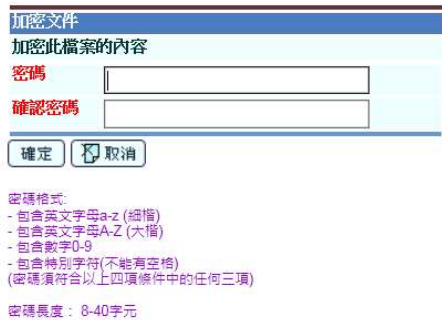 加密文件
加密此檔案的內容
密碼
確認密碼
確定 取消
密碼格式:
- 包含英文字母a-z (細楷)
- 包含英文字母A-Z (大楷)
- 包含數字0-9
- 包含特別字符(不能有空格)
(密碼須符合以上四項條件中的任何三項)
密碼長度： 8-40字元